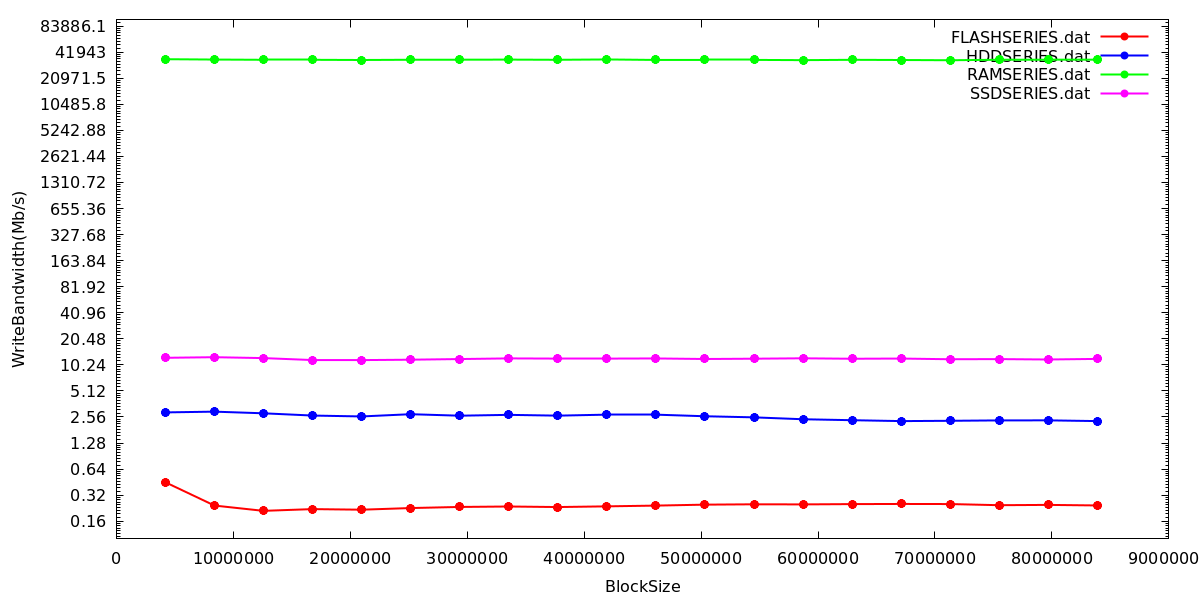 83886.1
41943
20971.5
10485.8
5242.88
2621.44
1310.72
655.36
327.68
163.84
81.92
40.96
20.48
10.24
5.12
2.56
1.28
0.64
0.32
0.16
WriteBandwidth(Mb/s)
FLASHSERIES.dat
HDDSERIES.dat
RAMSERIES.dat
SSDSERIES.dat
0 10000000 20000000 30000000 40000000 50000000 60000000 70000000 80000000 9000000
BlockSize